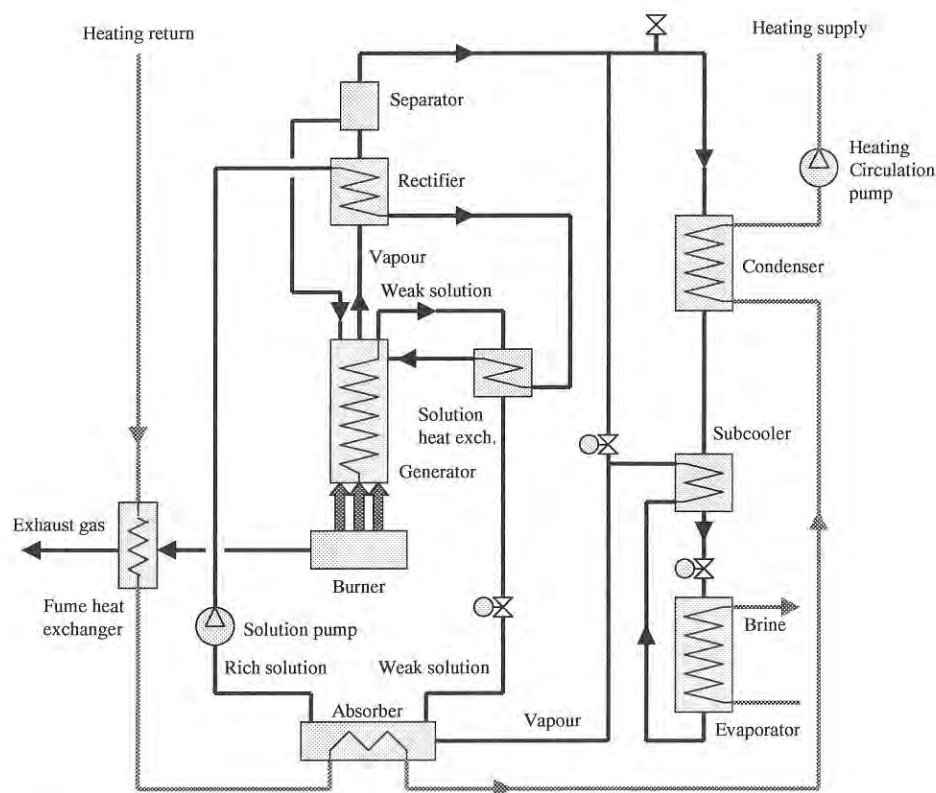 Heating return
Heating supply
Separator
Heating
Circulation
pump
Rectifier
Vapour
Condenser
Weak solution
Solution
heat exch.
Subcooler
Generator
Exhaust gas
Burner
Fume heat
exchanger
Solution pump
Brine
Rich solution
Weak solution
Absorber
Vapour
Evaporator